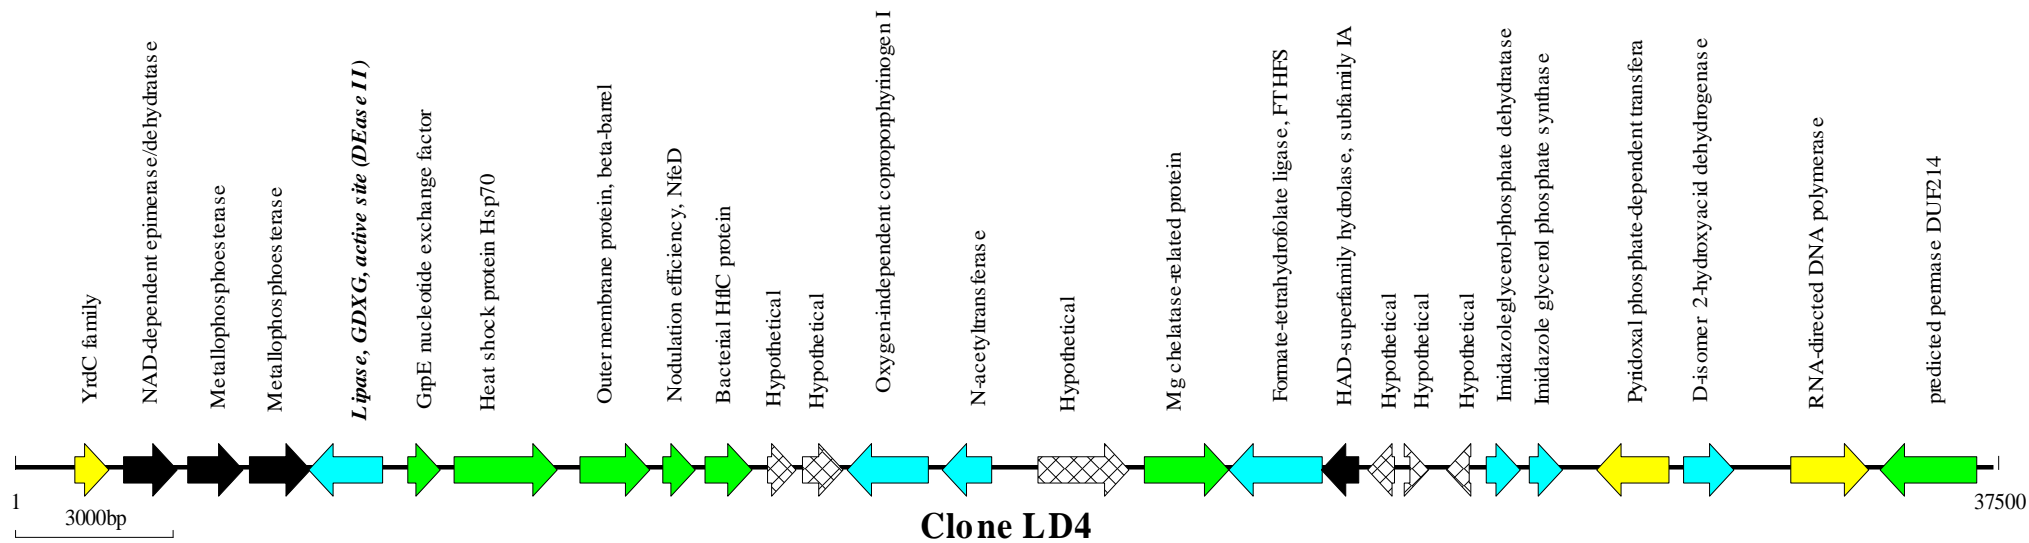 YrdC family
NAD-dependent epimerase/dehydratase
Metallophosphoesterase
Metallophosphoesterase
Lipase, GDXG, active site (DEase II)
GrpE nucleotide exchange factor
Heat shock protein Hsp70
Outer membrane protein, beta-barrel
Nodulation efficiency, NfeD
Bacterial HflC protein
Hypothetical
Hypothetical
Oxygen-independent coproporphyrinogen I
N-acetyltransferase
Hypothetical
Mg chelatase-related protein
Formate-tetrahydrofolate ligase, FTHFS
HAD-superfamily hydrolase, subfamily IA
Hypothetical
Hypothetical
Hypothetical
Imidazoleglycerol-phosphate dehydratase
Imidazole glycerol phosphate synthase
Pyridoxal phosphate-dependent transfera
D-isomer 2-hydroxyacid dehydrogenase
RNA-directed DNA polymerase
predicted permase DUF214
1
37500
3000bp
Clone LD4